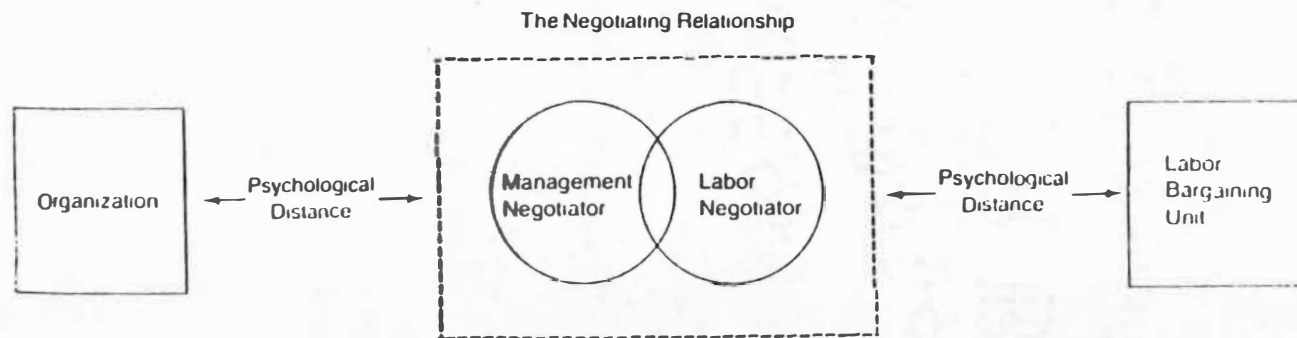 The Negotiating Relationship
Organization
Psychological
Distance
Management
Negotiator
Labor
Negotiator
Psychological
Distance
Labor
Bargaining
Unit